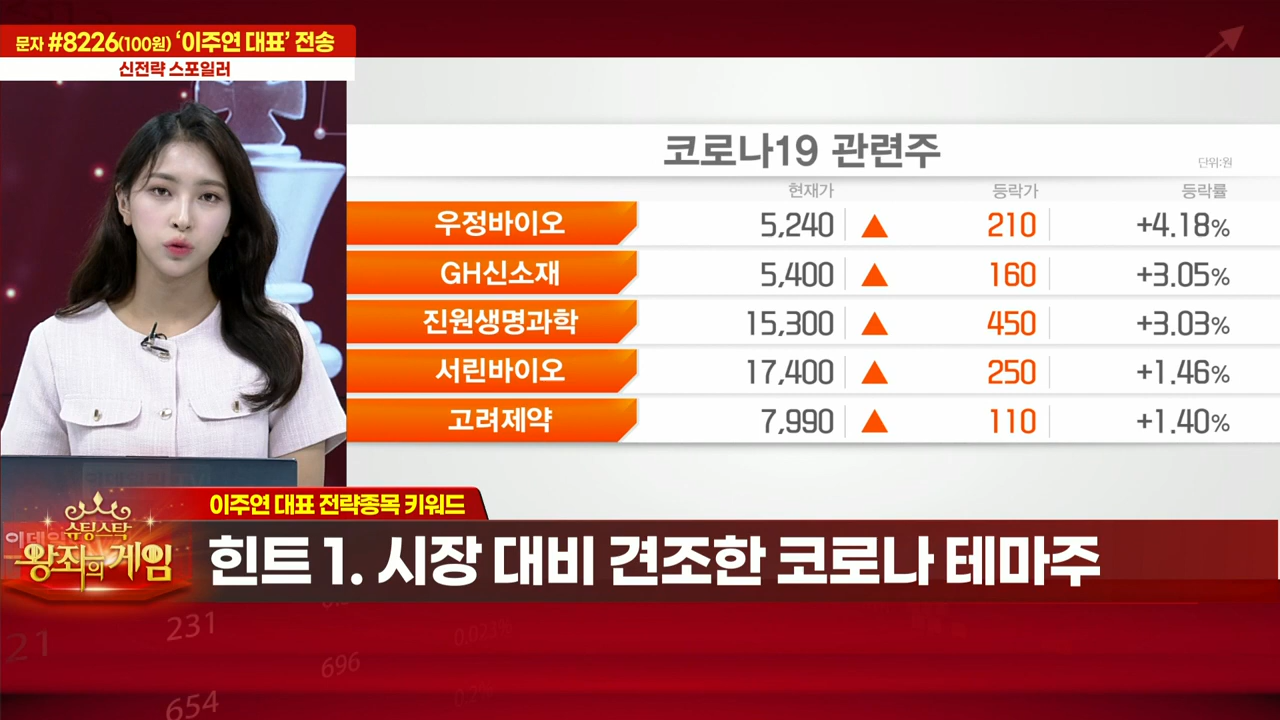 문자 #8226(100원) ‘이주연 대표’ 전송
신전략 스포일러
코로나19 관련주
단위:원
현재가 등락가 등락률
우정바이오 5,240 ▲ 210 +4.18%
GH신소재 5,400 ▲ 160 +3.05%
진원생명과학 15,300 ▲ 450 +3.03%
서린바이오 17,400 ▲ 250 +1.46%
고려제약 7,990 ▲ 110 +1.40%
이주연 대표 전략종목 키워드
슈팅스탁
왕좌의 게임
힌트 1. 시장 대비 견조한 코로나 테마주
231
21
0.023%
696
654